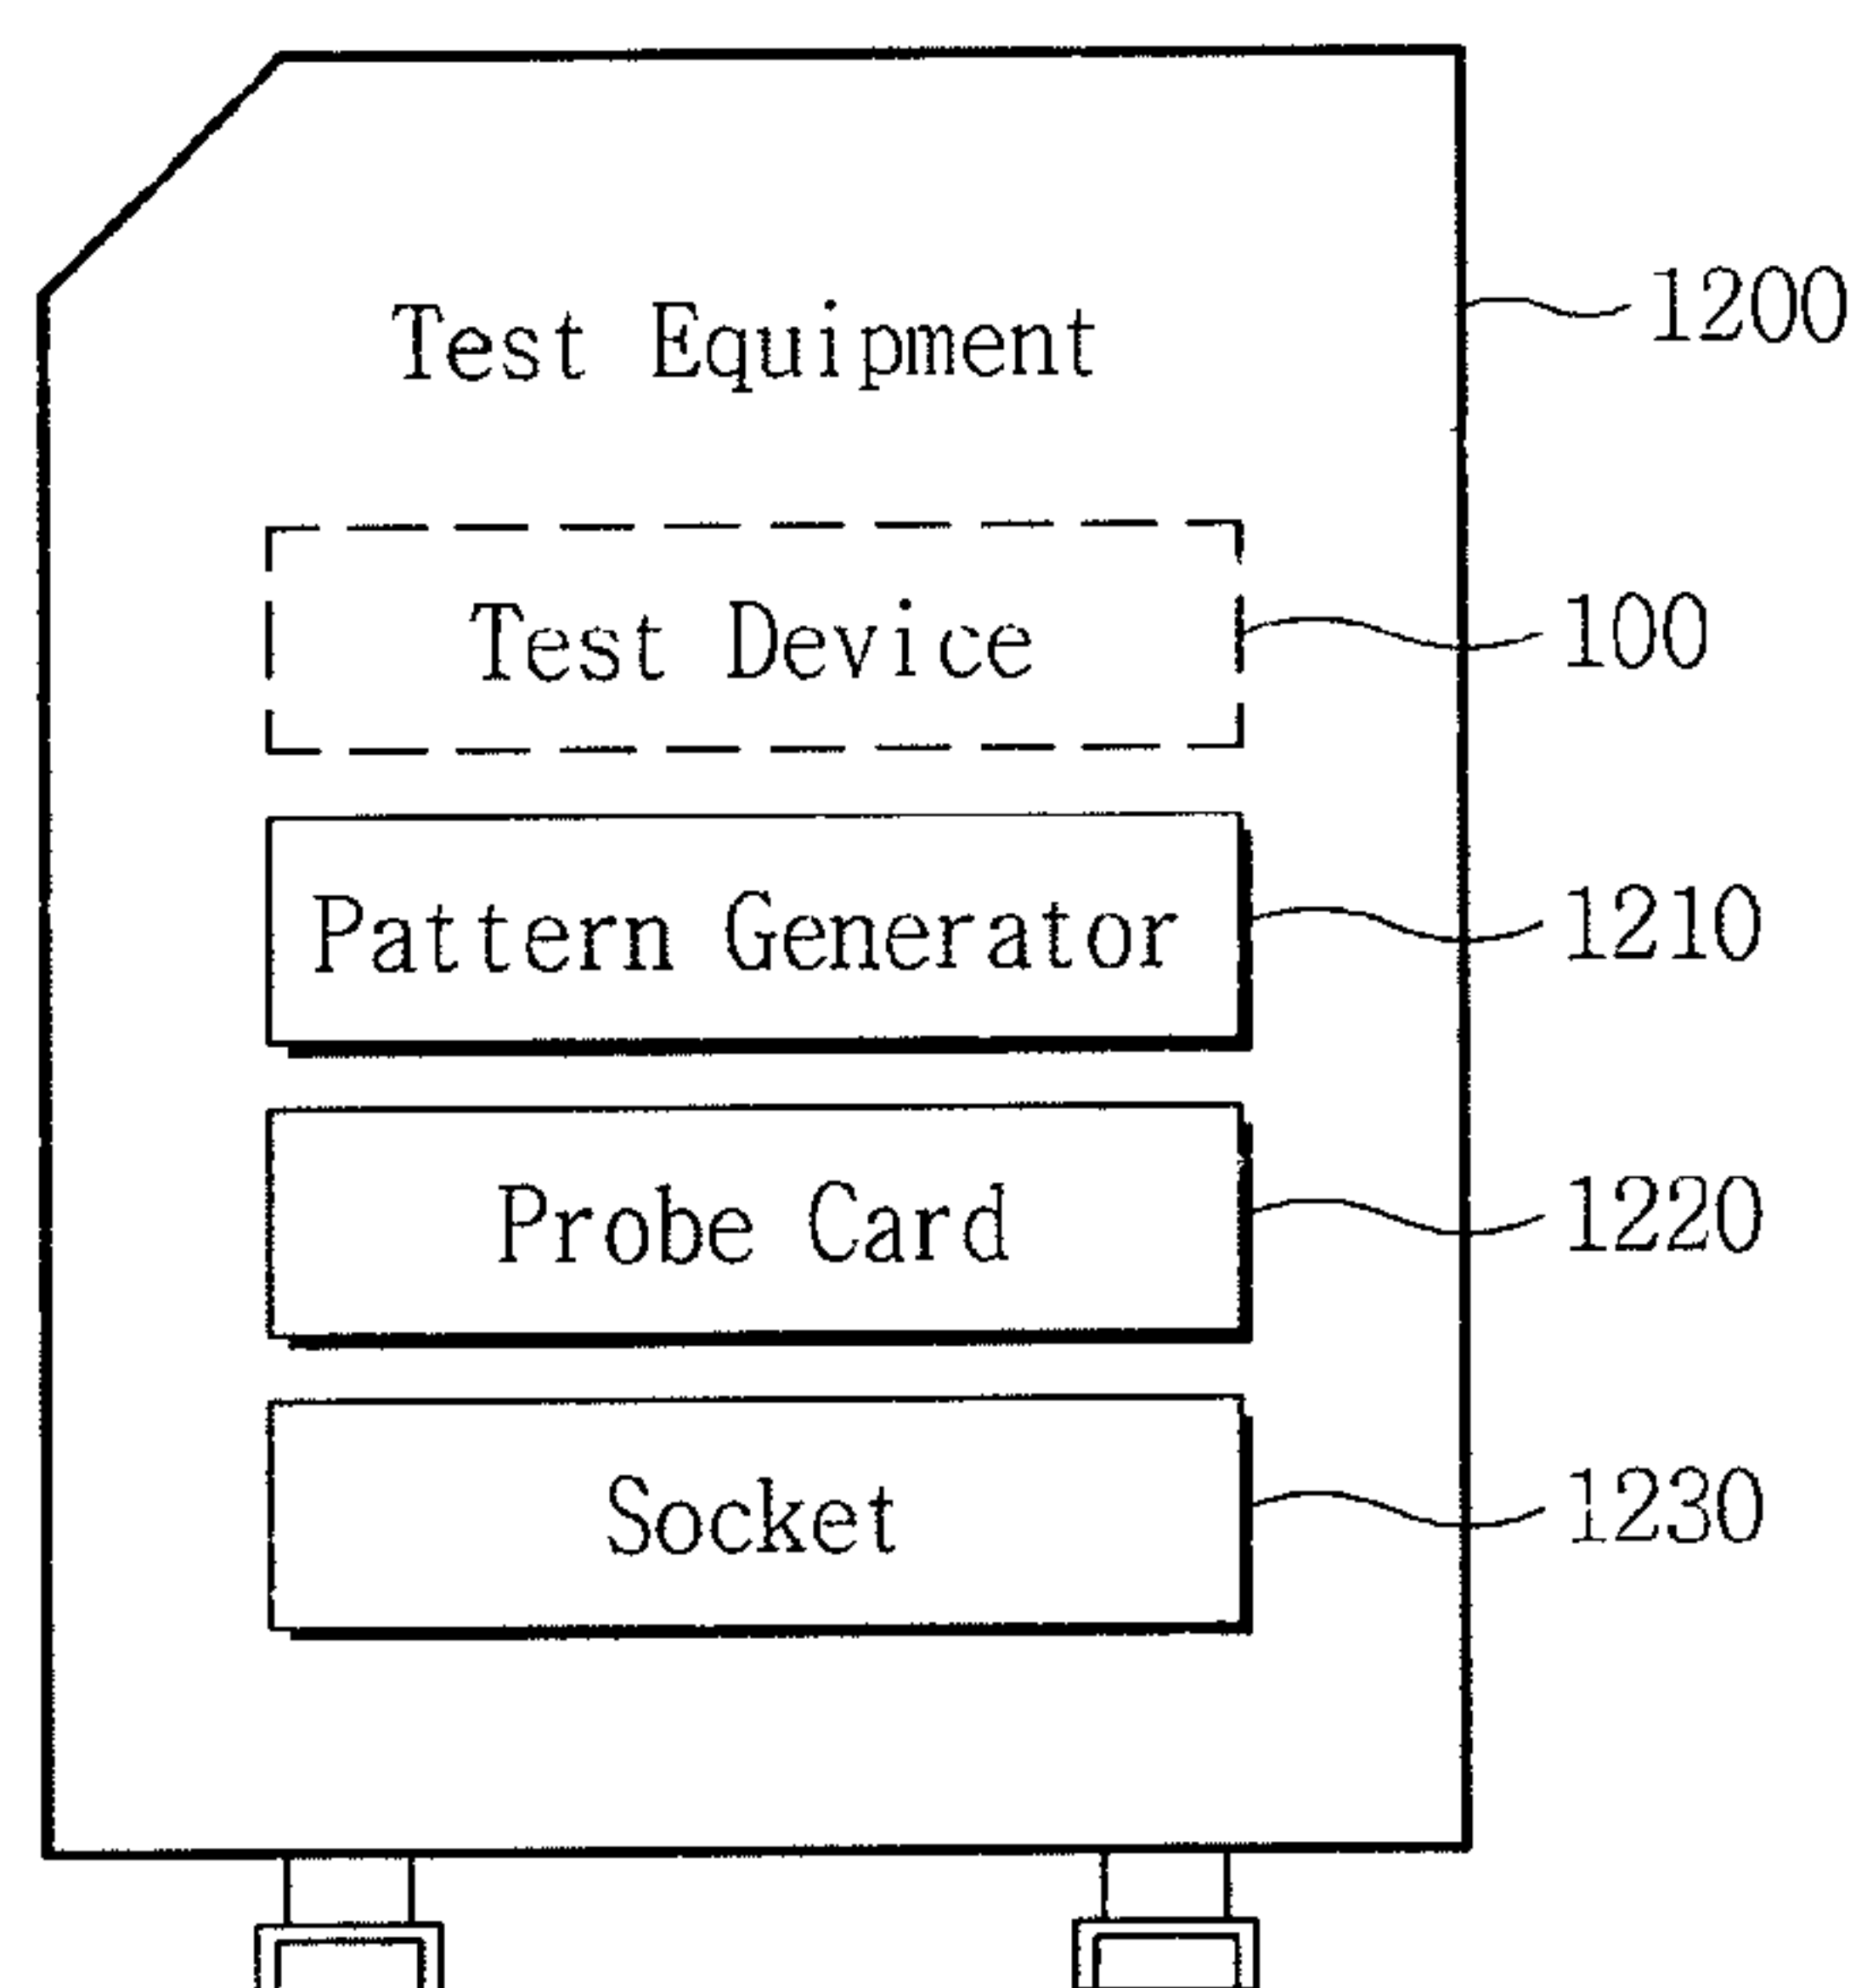 Test Equipment
1200
Test Device
100
Pattern Generator
1210
Probe Card
1220
Socket
1230